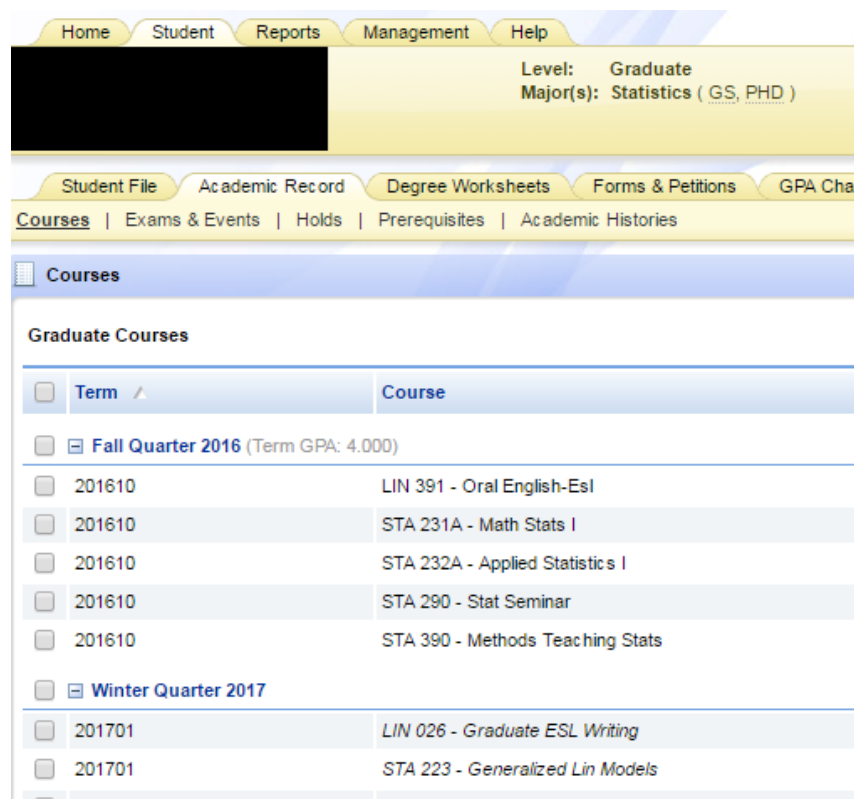 Home Student Reports Management Help
Level: Graduate
Major(s): Statistics ( GS, PHD )
Student File Academic Record Degree Worksheets Forms & Petitions GPA Cha
Courses | Exams & Events | Holds | Prerequisites | Academic Histories
Courses
Graduate Courses
Term Course
Fall Quarter 2016 (Term GPA: 4.000)
201610 LIN 391 - Oral English-Esl
201610 STA 231A - Math Stats I
201610 STA 232A - Applied Statistics I
201610 STA 290 - Stat Seminar
201610 STA 390 - Methods Teaching Stats
Winter Quarter 2017
201701 LIN 026 - Graduate ESL Writing
201701 STA 223 - Generalized Lin Models